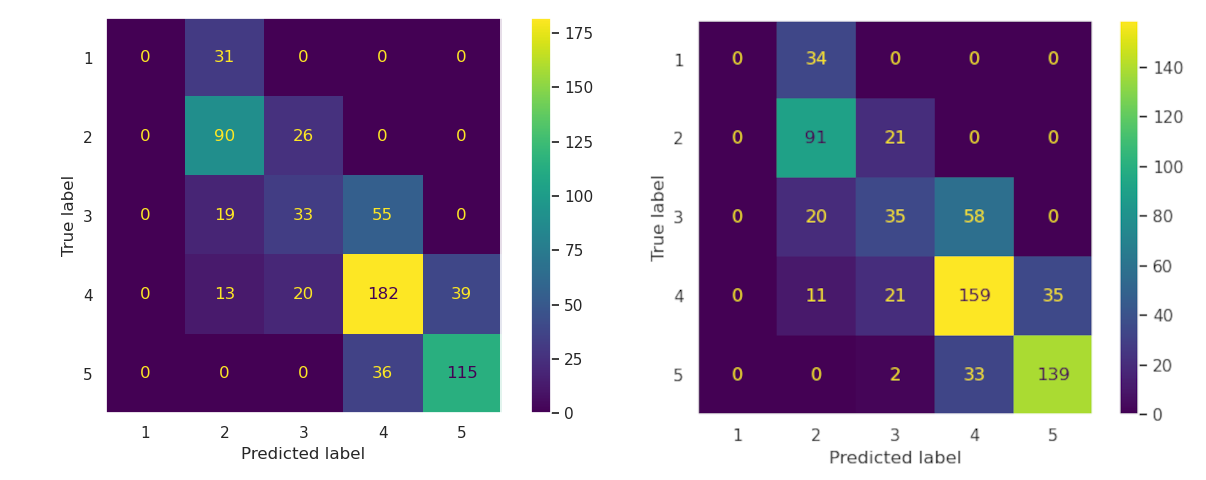 1 0 31 0 0 0
2 0 90 26 0 0
3 0 19 33 55 0
4 0 13 20 182 39
5 0 0 0 36 115
1 2 3 4 5
Predicted label
True label
175
150
125
100
75
50
25
0
1 0 34 0 0 0
2 0 91 21 0 0
3 0 20 35 58 0
4 0 11 21 159 35
5 0 0 2 33 139
1 2 3 4 5
Predicted label
True label
140
120
100
80
60
40
20
0